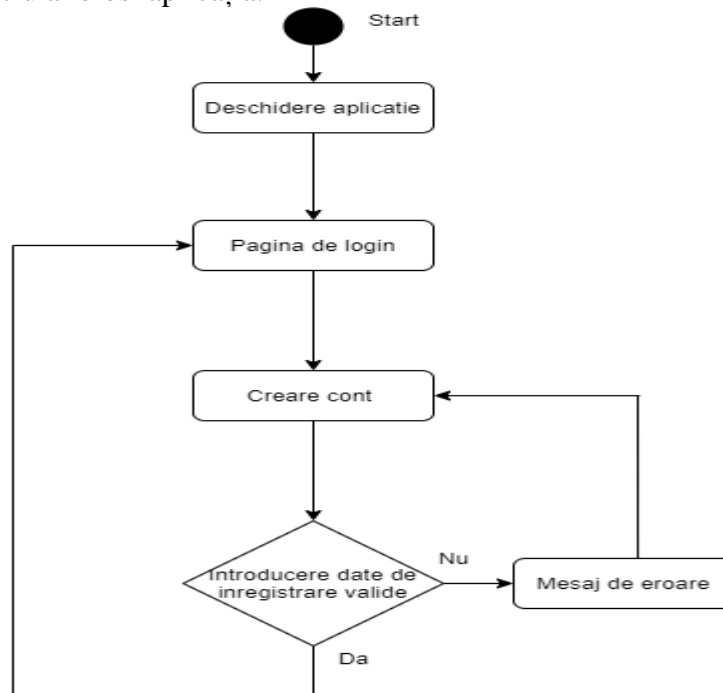 Start
Deschidere aplicatie
Pagina de login
Creare cont
Introducere date de
inregistrare valide
Nu
Mesaj de eroare
Da